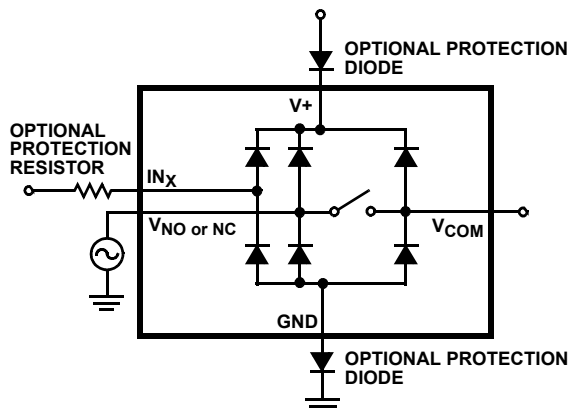 OPTIONAL PROTECTION
DIODE
V+
OPTIONAL
PROTECTION
RESISTOR
INX
VNO or NC
VCOM
GND
OPTIONAL PROTECTION
DIODE